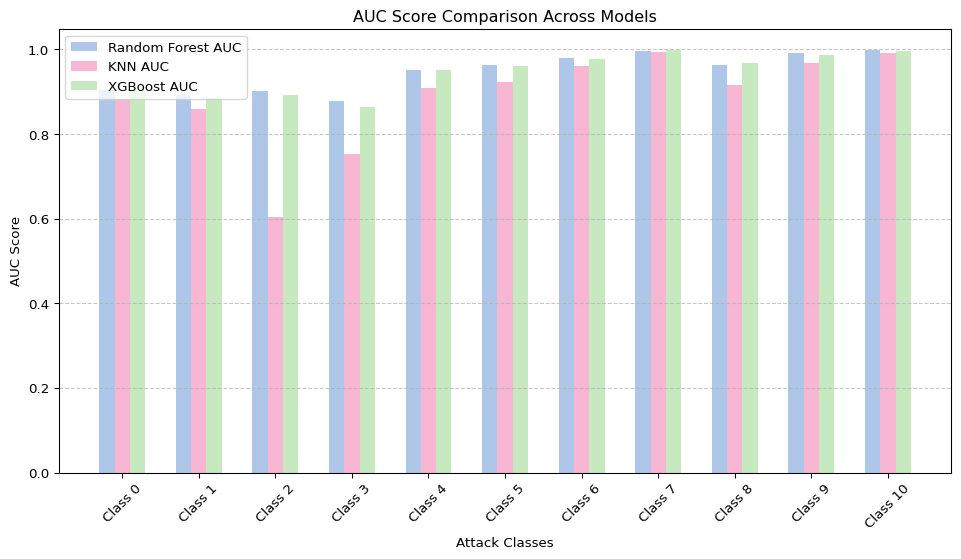 AUC Score Comparison Across Models
Random Forest AUC
KNN AUC
XGBoost AUC
1.0
0.8
0.6
0.4
0.2
0.0
AUC Score
Class 0
Class 1
Class 2
Class 3
Class 4
Class 5
Class 6
Class 7
Class 8
Class 9
Class 10
Attack Classes